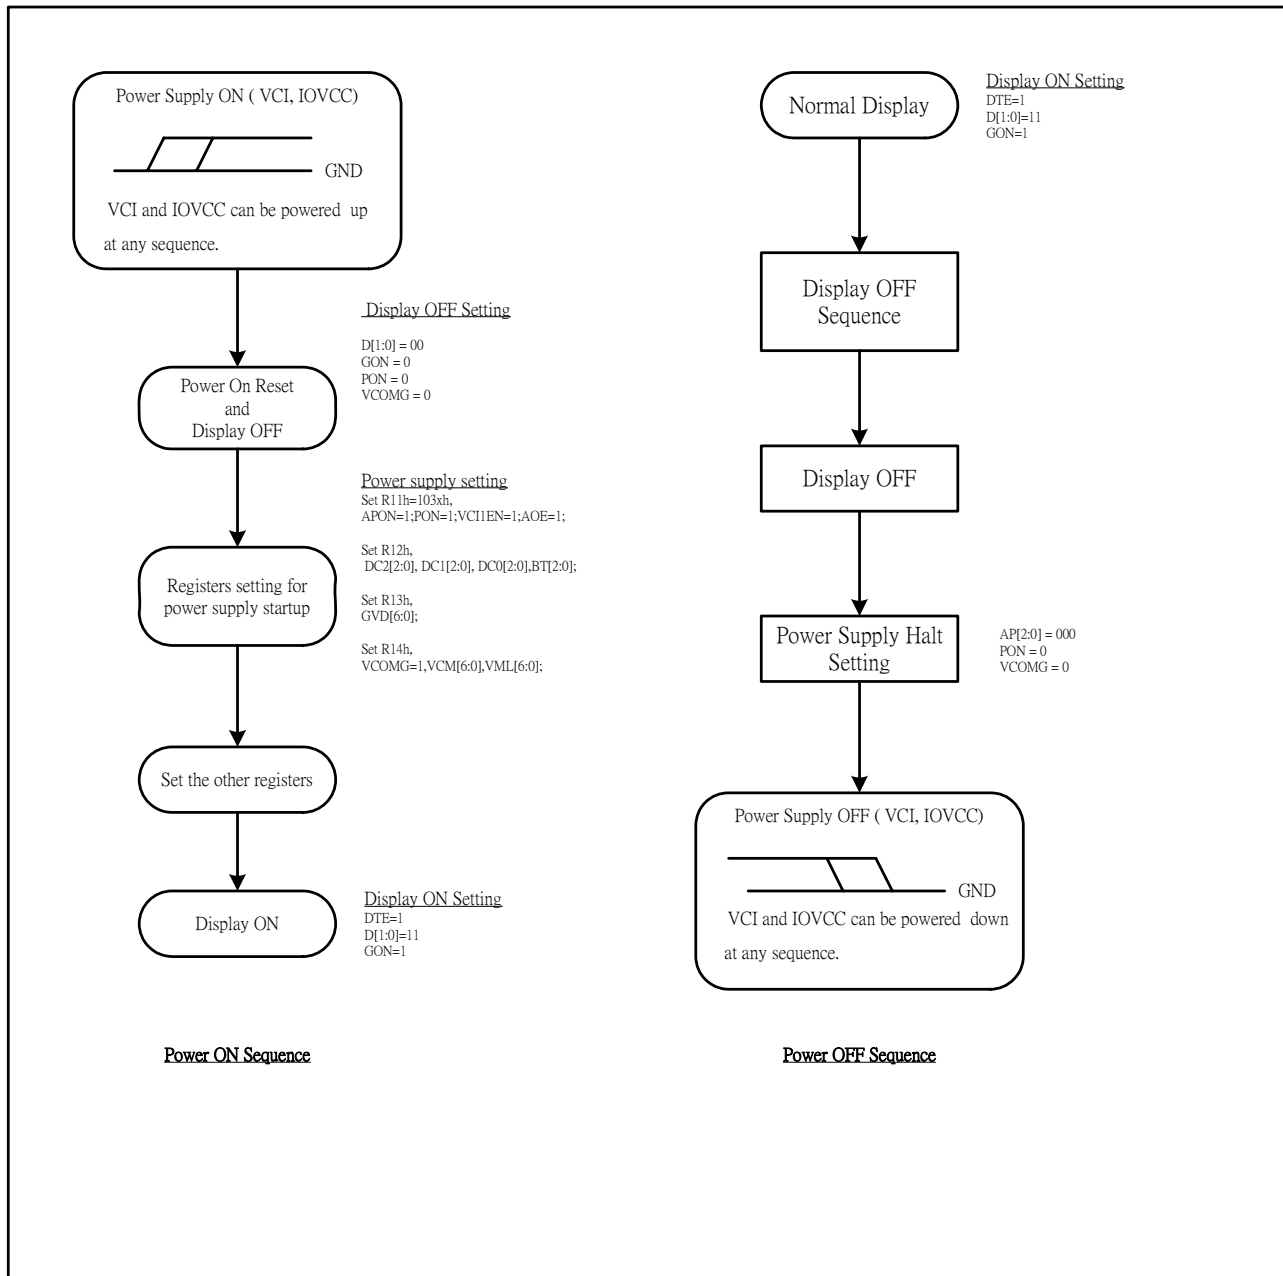 Power Supply ON ( VCI, IOVCC)
GND
VCI and IOVCC can be powered up
at any sequence.
Display OFF Setting
D[1:0] = 00
GON = 0
PON = 0
VCOMG = 0
Power On Reset
and
Display OFF
Power supply setting
Set R11h=103xh,
APON=1;PON=1;VCI1EN=1;AOE=1;
Set R12h,
DC2[2:0], DC1[2:0], DC0[2:0],BT[2:0];
Set R13h,
GVD[6:0];
Set R14h,
VCOMG=1,VCM[6:0],VML[6:0];
Registers setting for
power supply startup
Set the other registers
Display ON
Display ON Setting
DTE=1
D[1:0]=11
GON=1
Power ON Sequence
Normal Display
Display ON Setting
DTE=1
D[1:0]=11
GON=1
Display OFF
Sequence
Display OFF
Power Supply Halt
Setting
AP[2:0] = 000
PON = 0
VCOMG = 0
Power Supply OFF ( VCI, IOVCC)
GND
VCI and IOVCC can be powered down
at any sequence.
Power OFF Sequence